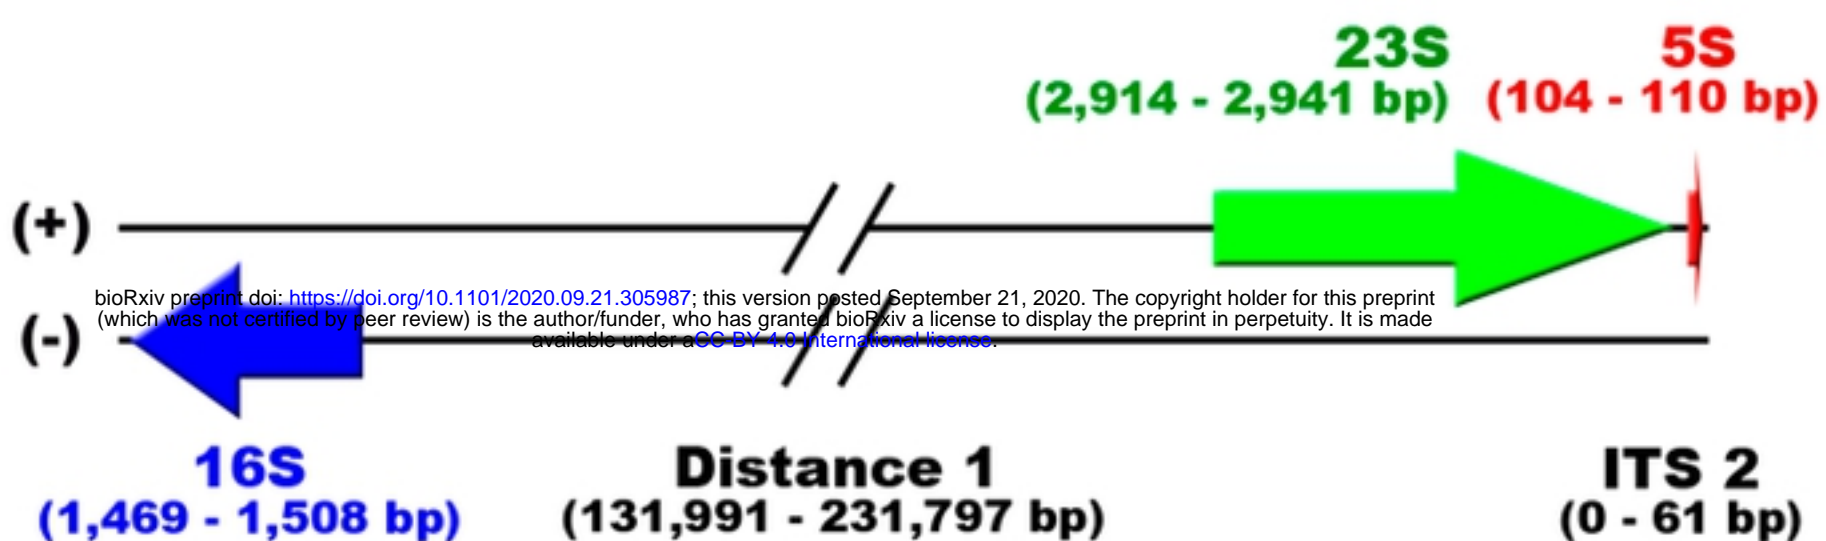 23S 5S
(2,914 - 2,941 bp) (104 - 110 bp)
(+)
bioRxiv preprint doi: https://doi.org/10.1101/2020.09.21.305987; this version posted September 21, 2020. The copyright holder for this preprint
(which was not certified by peer review) is the author/funder, who has granted bioRxiv a license to display the preprint in perpetuity. It is made
(-)
available under aCC-BY 4.0 International license.
16S Distance 1 ITS 2
(1,469 - 1,508 bp) (131,991 - 231,797 bp) (0 - 61 bp)